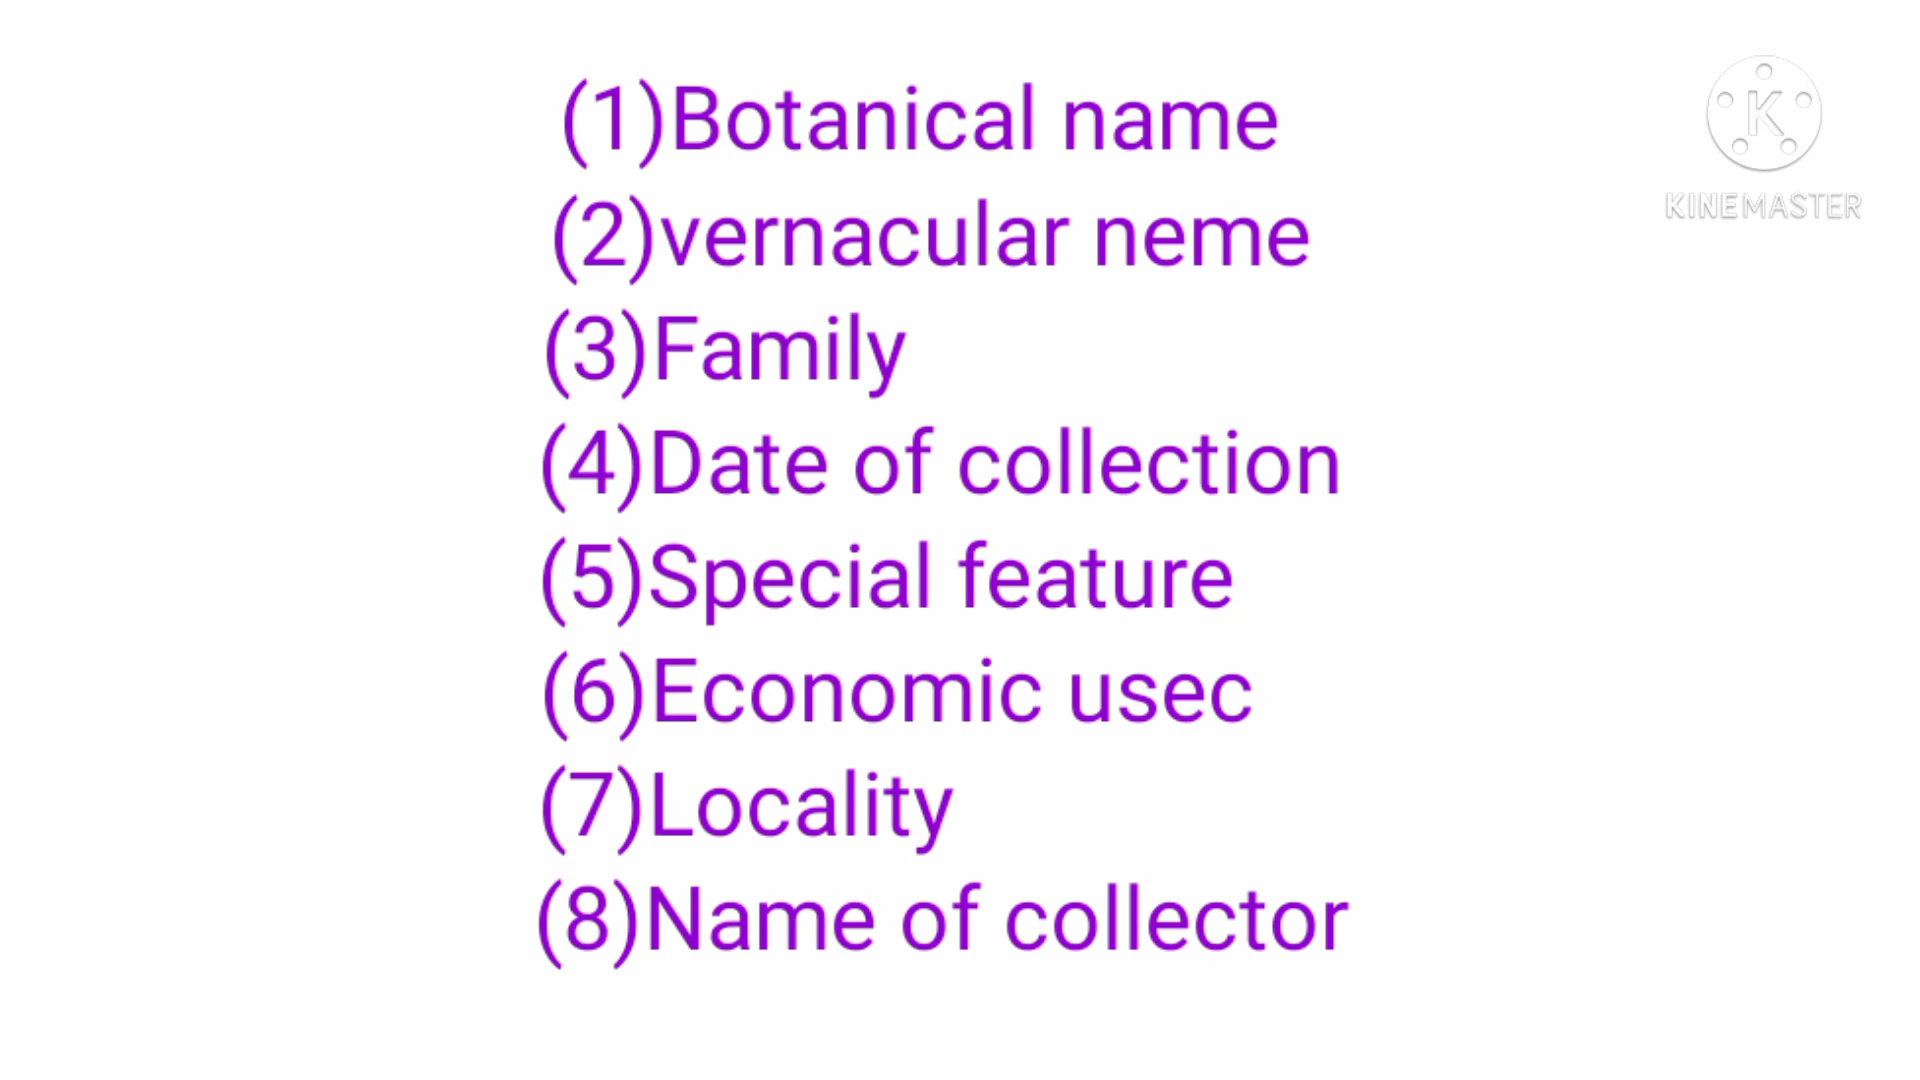 (1)Botanical name
(2)vernacular neme
(3)Family
(4)Date of collection
(5)Special feature
(6)Economic usec
(7)Locality
(8)Name of collector
K
KINEMASTER